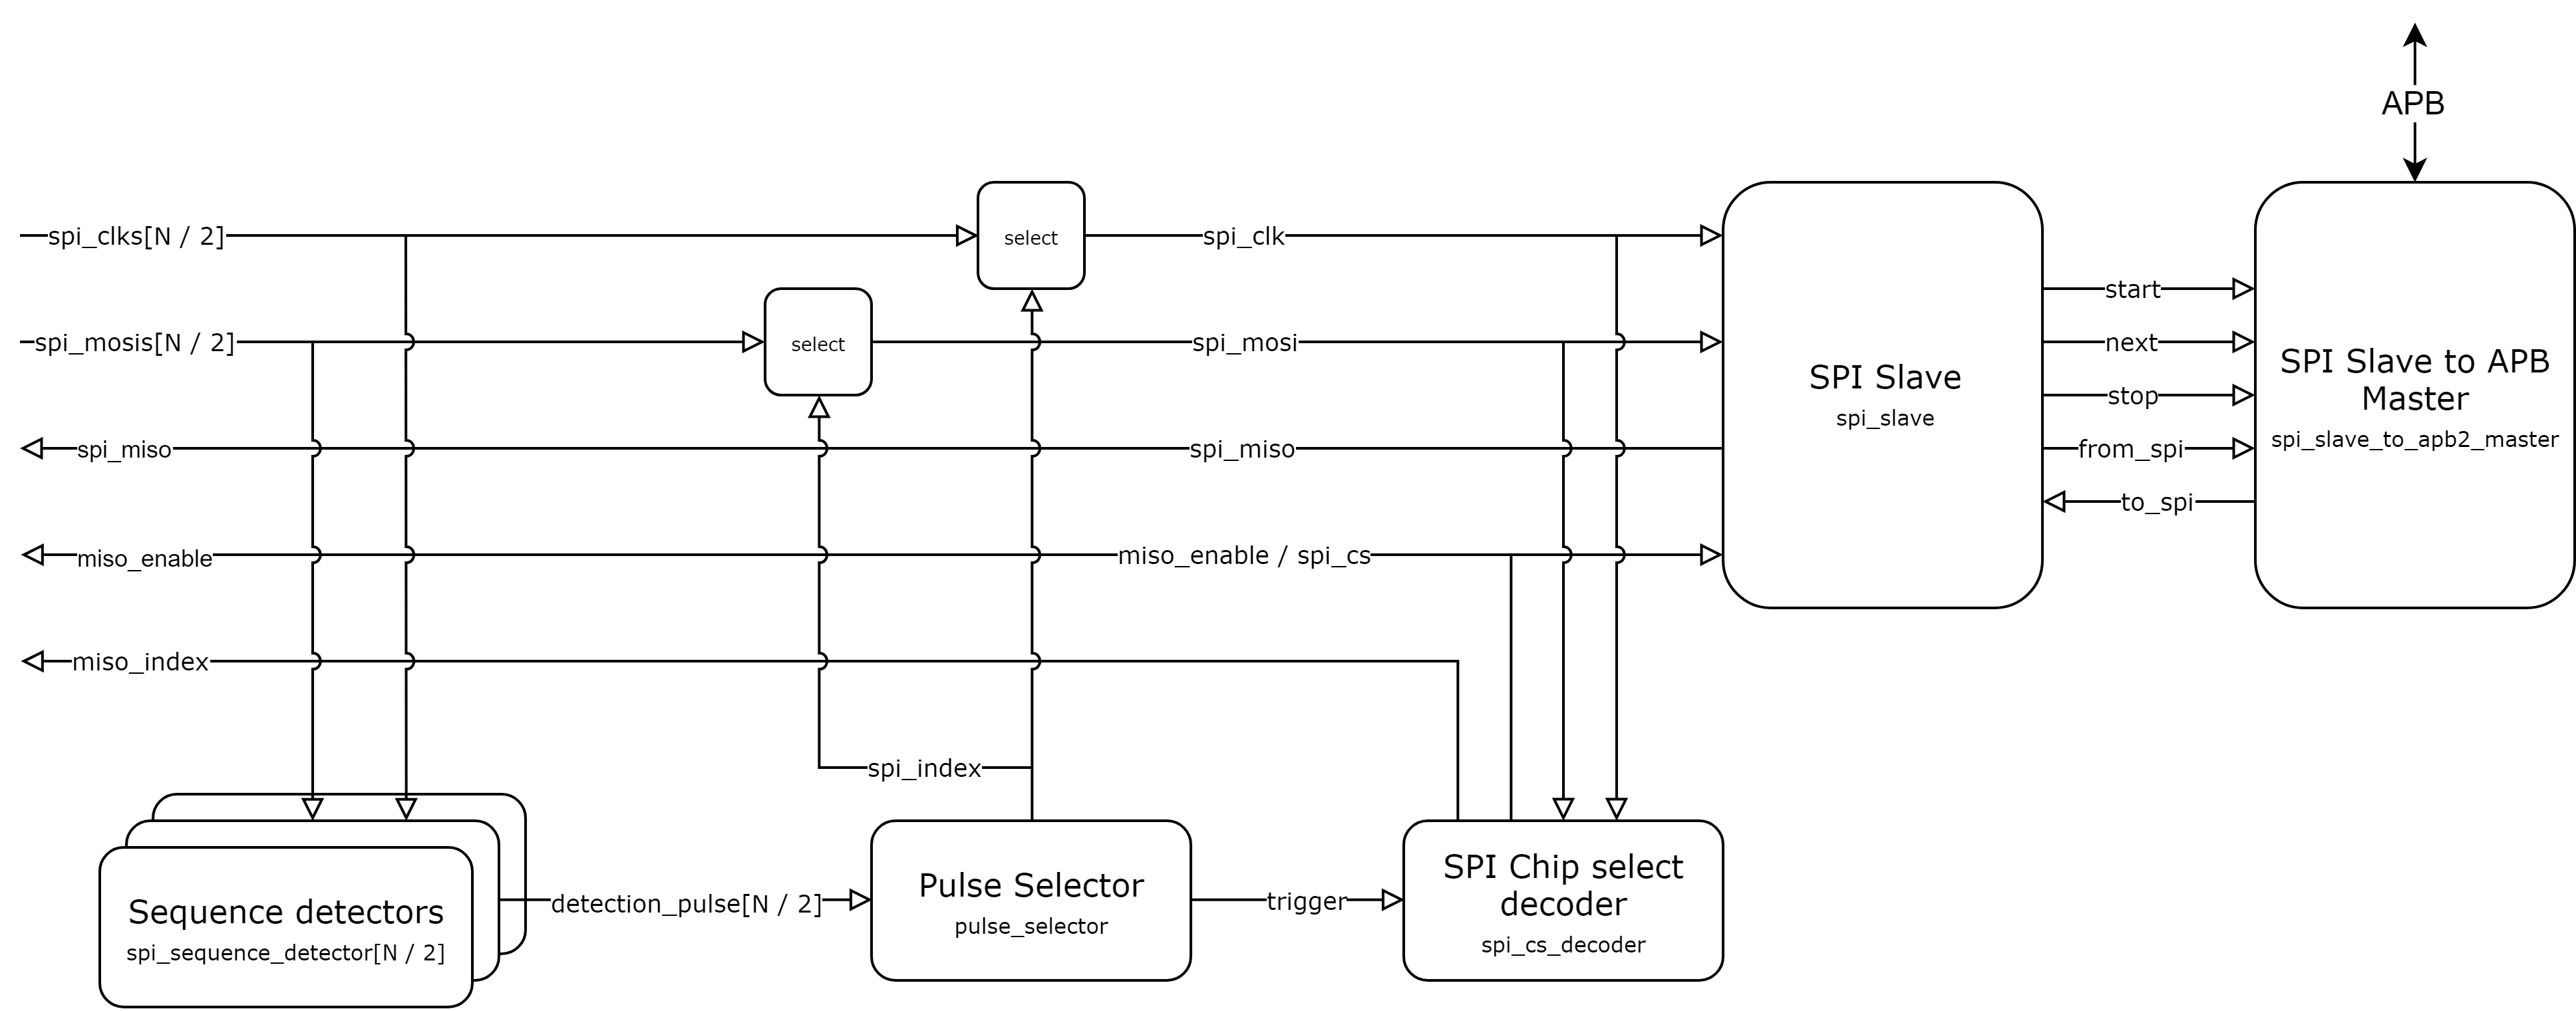 APB
spi_clks[N / 2]
select
spi_clk
spi_mosis[N / 2]
select
spi_mosi
spi_miso
spi_miso
miso_enable
miso_enable / spi_cs
miso_index
SPI Slave
spi_slave
start
next
stop
from_spi
to_spi
SPI Slave to APB
Master
spi_slave_to_apb2_master
spi_index
Sequence detectors
spi_sequence_detector[N / 2]
detection_pulse[N / 2]
Pulse Selector
pulse_selector
trigger
SPI Chip select
decoder
spi_cs_decoder